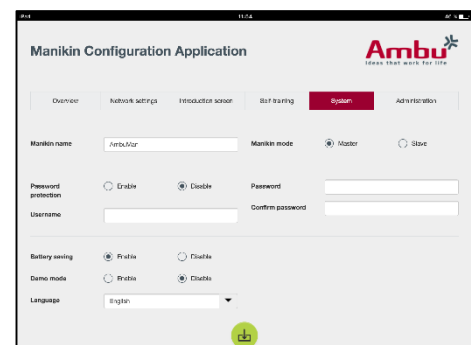 iPad 11:04
Manikin Configuration Application
Ambu
Ideas that work for life
Overview Network settings Introduction screen Self-training System Administration
Manikin name AmbuMan Manikin mode Master Slave
Password protection Enable Disable Password
Username Confirm password
Battery saving Enable Disable
Demo mode Enable Disable
Language English